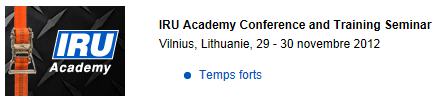 IRU
Academy
IRU Academy Conference and Training Seminar
Vilnius, Lithuanie, 29 - 30 novembre 2012
Temps forts